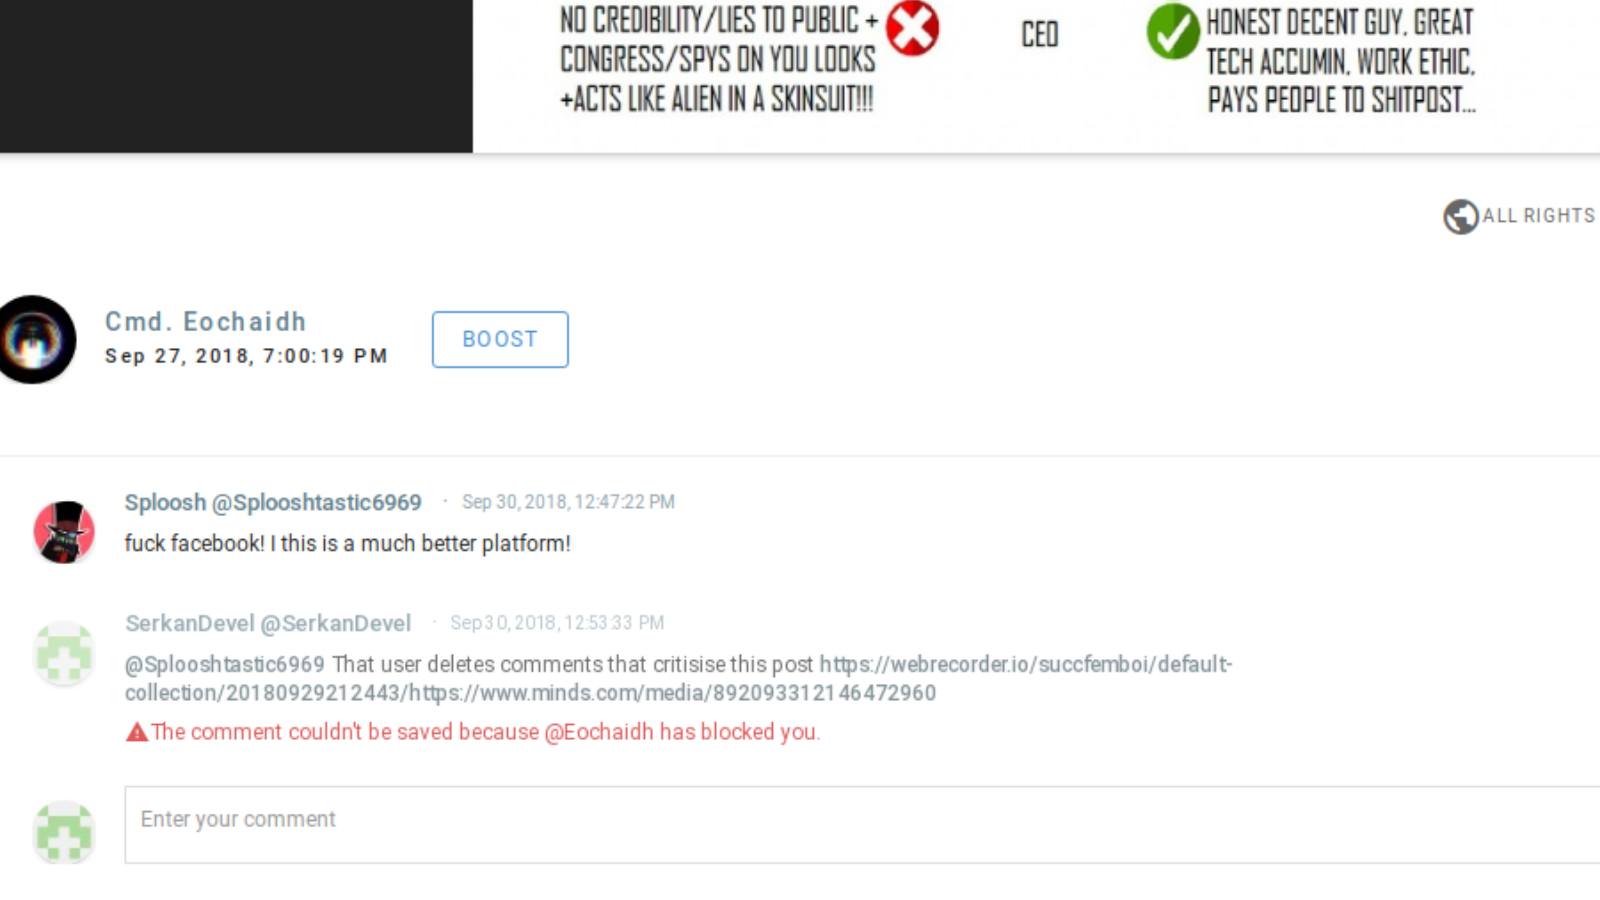 NO CREDIBILITY/LIES TO PUBLIC +
CONGRESS/SPYS ON YOU LOOKS
+ACTS LIKE ALIEN IN A SKINSUIT!!!
CEO
HONEST DECENT GUY, GREAT
TECH ACCUMIN, WORK ETHIC,
PAYS PEOPLE TO SHITPOST...
ALL RIGHTS
Cmd. Eochaidh
Sep 27, 2018, 7:00:19 PM
BOOST
Sploosh @Splooshtastic6969 · Sep 30, 2018, 12:47:22 PM
fuck facebook! I this is a much better platform!
SerkanDevel @SerkanDevel · Sep 30, 2018, 12:53:33 PM
@Splooshtastic6969 That user deletes comments that critisise this post https://webrecorder.io/succfemboi/default-
collection/20180929212443/https://www.minds.com/media/892093312146472960
The comment couldn't be saved because @Eochaidh has blocked you.
Enter your comment